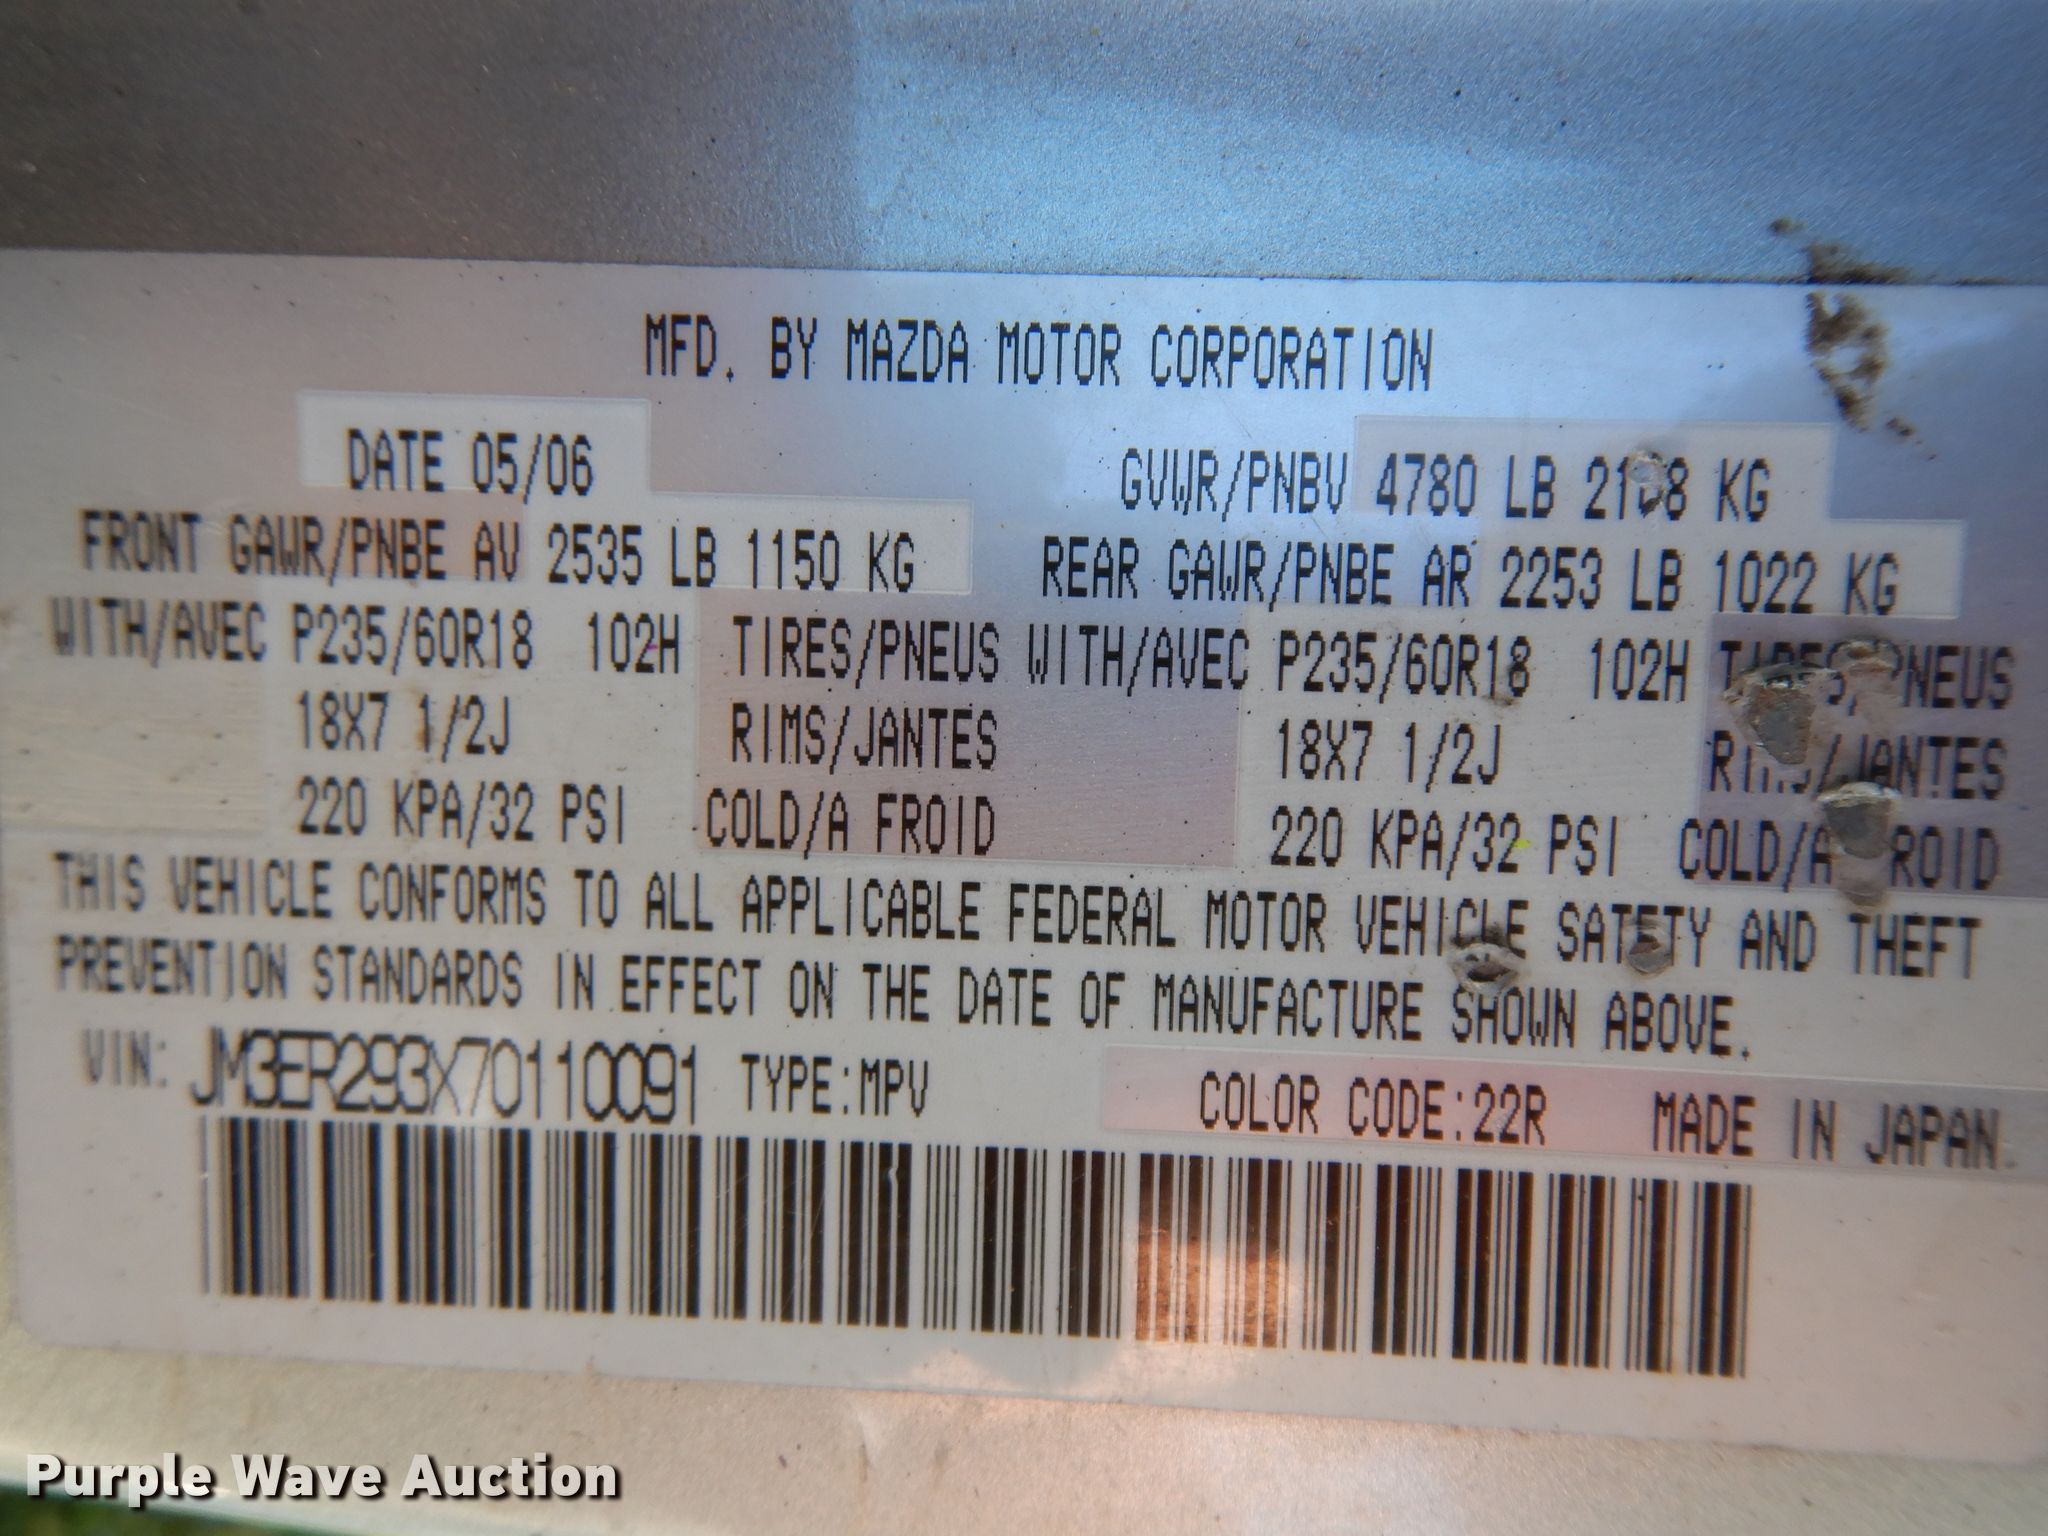 MFD. BY MAZDA MOTOR CORPORATION
DATE 05/06 GVWR/PNBV 4780 LB KG
FRONT GAWR/PNBE AV 2535 LB 1150 KG REAR GAWR/PNBE AR 2253 LB 1022 KG
WITH/AVEC P235/60R18 102H TIRES/PNEUS WITH/AVEC P235/60R18 102H TIRES/PNEUS
18X7 1/2J RIMS/JANTES 18X7 1/2J RIMS/JANTES
220 KPA/32 PSI COLD/A FROID 220 KPA/32 PSI COLD/A FROID
THIS VEHICLE CONFORMS TO ALL APPLICABLE FEDERAL MOTOR VEHICLE SAFETY AND THEFT
PREVENTION STANDARDS IN EFFECT ON THE DATE OF MANUFACTURE SHOWN ABOVE.
VIN: JM3ER293X70110091 TYPE:MPV COLOR CODE:22R MADE IN JAPAN.
Purple Wave Auction